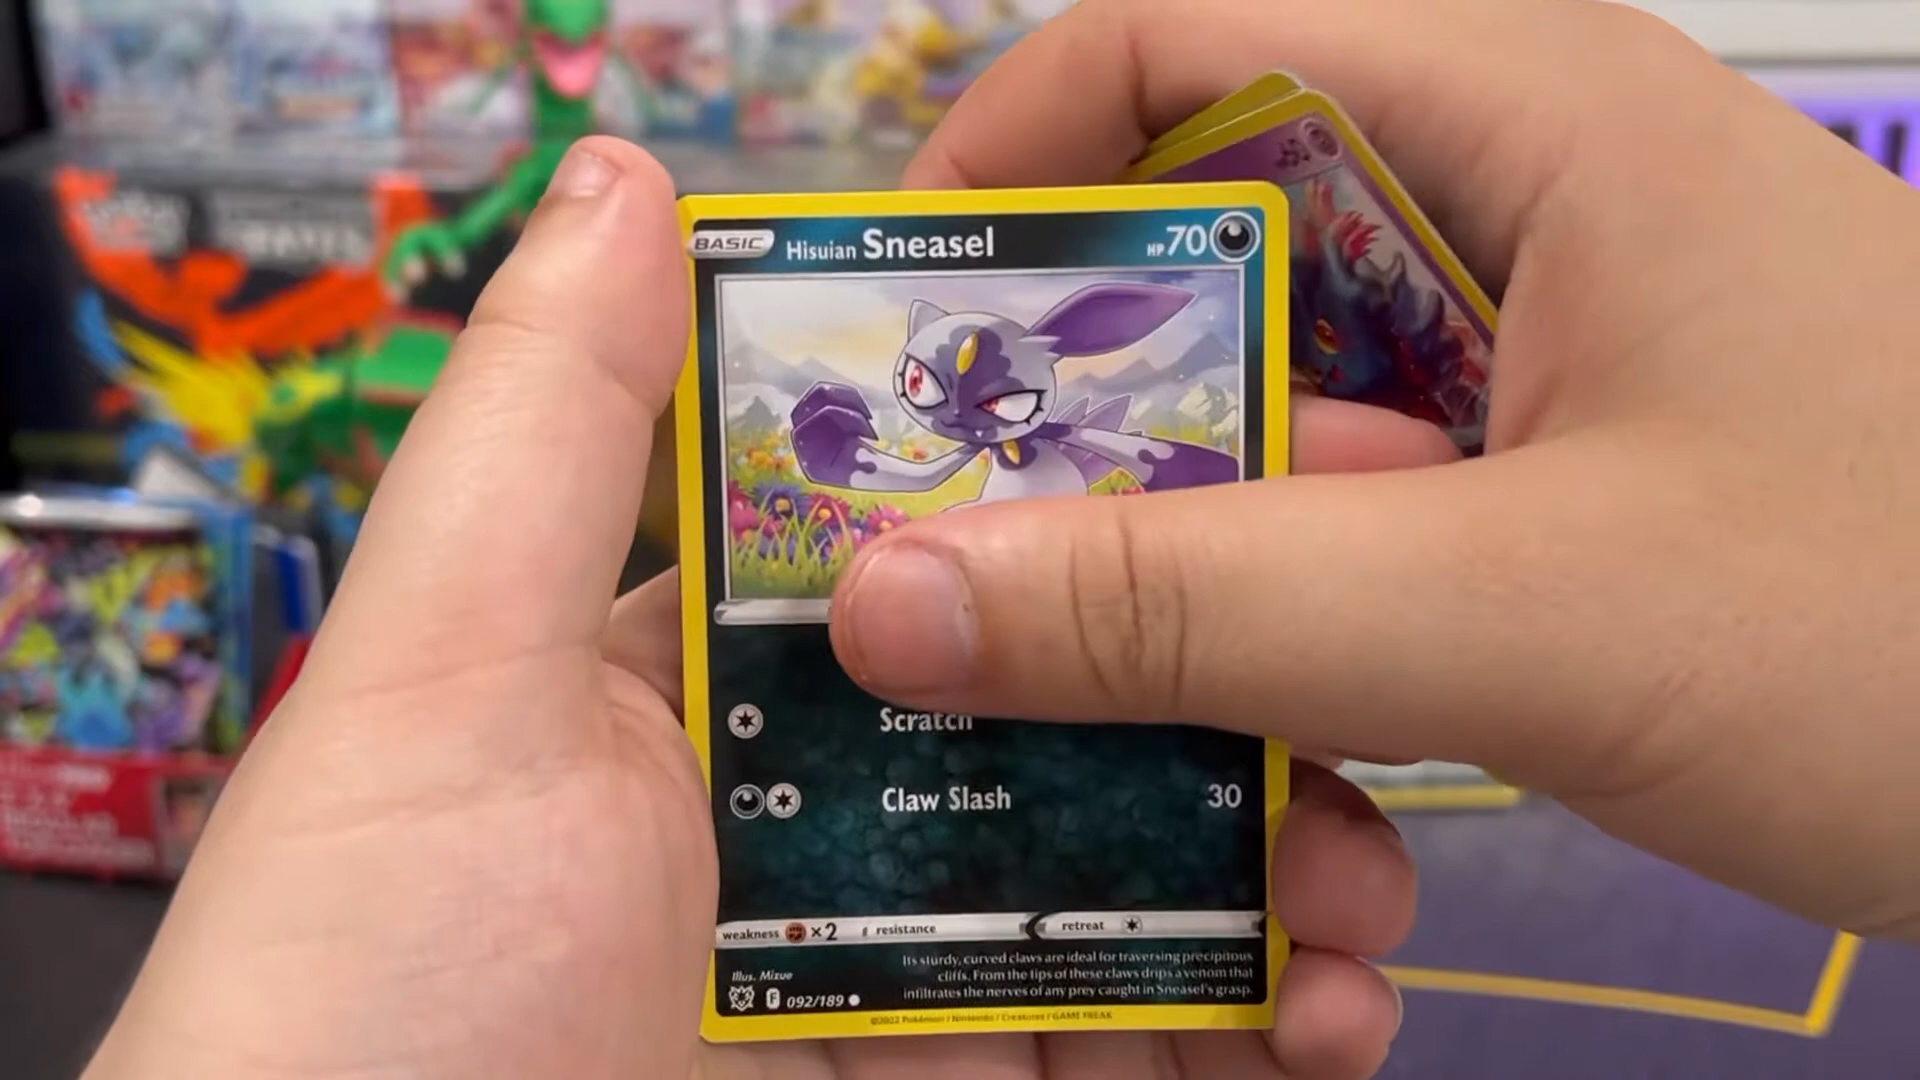 BASIC Hisuian Sneasel HP 70
Scratch
Claw Slash 30
weakness ×2 resistance retreat
Its sturdy, curved claws are ideal for traversing precipitous
cliffs. From the tips of these claws drips a venom that
infiltrates the nerves of any prey caught in Sneasel's grasp.
Illus. Mizue
F 092/189
©2022 Pokémon / Nintendo / Creatures / GAME FREAK